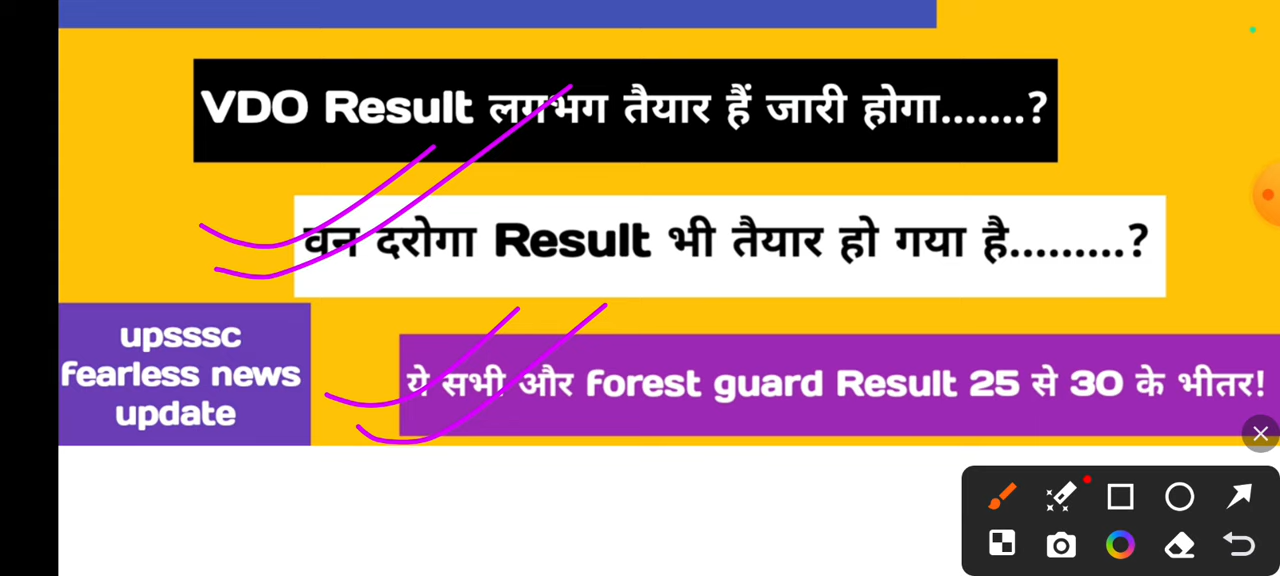 VDO Result लगभग तैयार हैं जारी होगा.......?
वन दरोगा Result भी तैयार हो गया है.........?
upsssc
fearless news
update
ये सभी और forest guard Result 25 से 30 के भीतर!